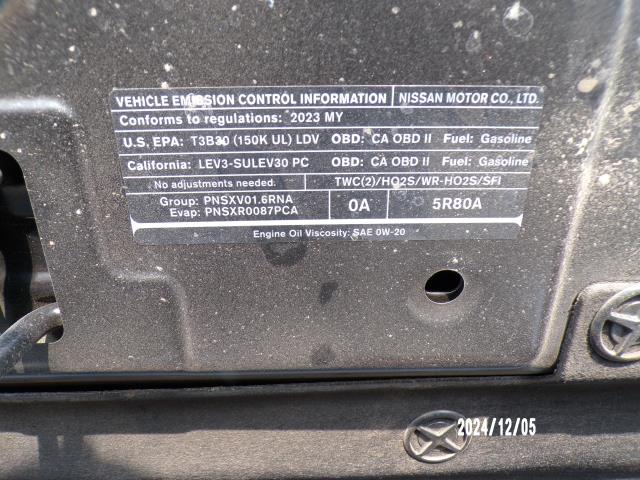 VEHICLE EMISSION CONTROL INFORMATION NISSAN MOTOR CO., LTD.
Conforms to regulations: 2023 MY
U.S. EPA: T3B30 (150K UL) LDV OBD: CA OBD II Fuel: Gasoline
California: LEV3-SULEV30 PC OBD: CA OBD II Fuel: Gasoline
No adjustments needed. TWC(2)/HO2S/WR-HO2S/SFI
Group: PNSXV01.6RNA
Evap: PNSXR0087PCA
0A 5R80A
Engine Oil Viscosity: SAE 0W-20
2024/12/05